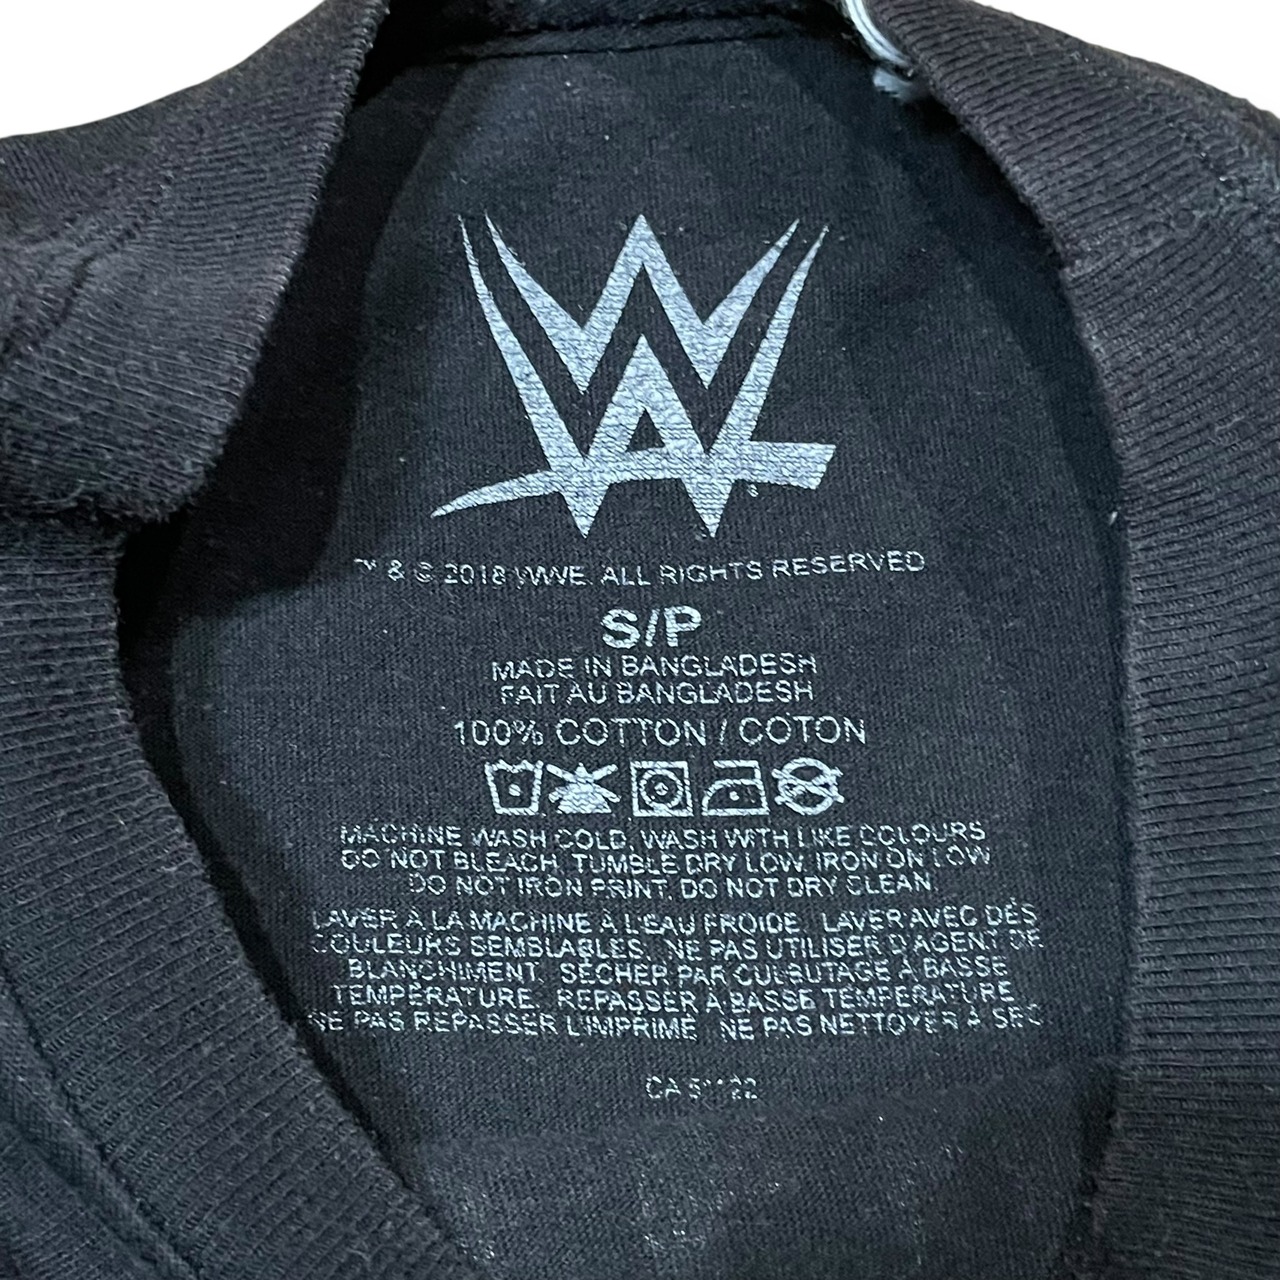 W
™ & © 2018 WWE. ALL RIGHTS RESERVED
S/P
MADE IN BANGLADESH
FAIT AU BANGLADESH
100% COTTON / COTON
MACHINE WASH COLD, WASH WITH LIKE COLOURS
DO NOT BLEACH, TUMBLE DRY LOW, IRON ON LOW
DO NOT IRON PRINT, DO NOT DRY CLEAN
LAVER À LA MACHINE À L'EAU FROIDE. LAVER AVEC DES
COULEURS SEMBLABLES. NE PAS UTILISER D'AGENT DE
BLANCHIMENT. SÉCHER PAR CULBUTAGE À BASSE
TEMPÉRATURE. REPASSER À BASSE TEMPÉRATURE
NE PAS REPASSER L'IMPRIMÉ NE PAS NETTOYER À SEC
CA